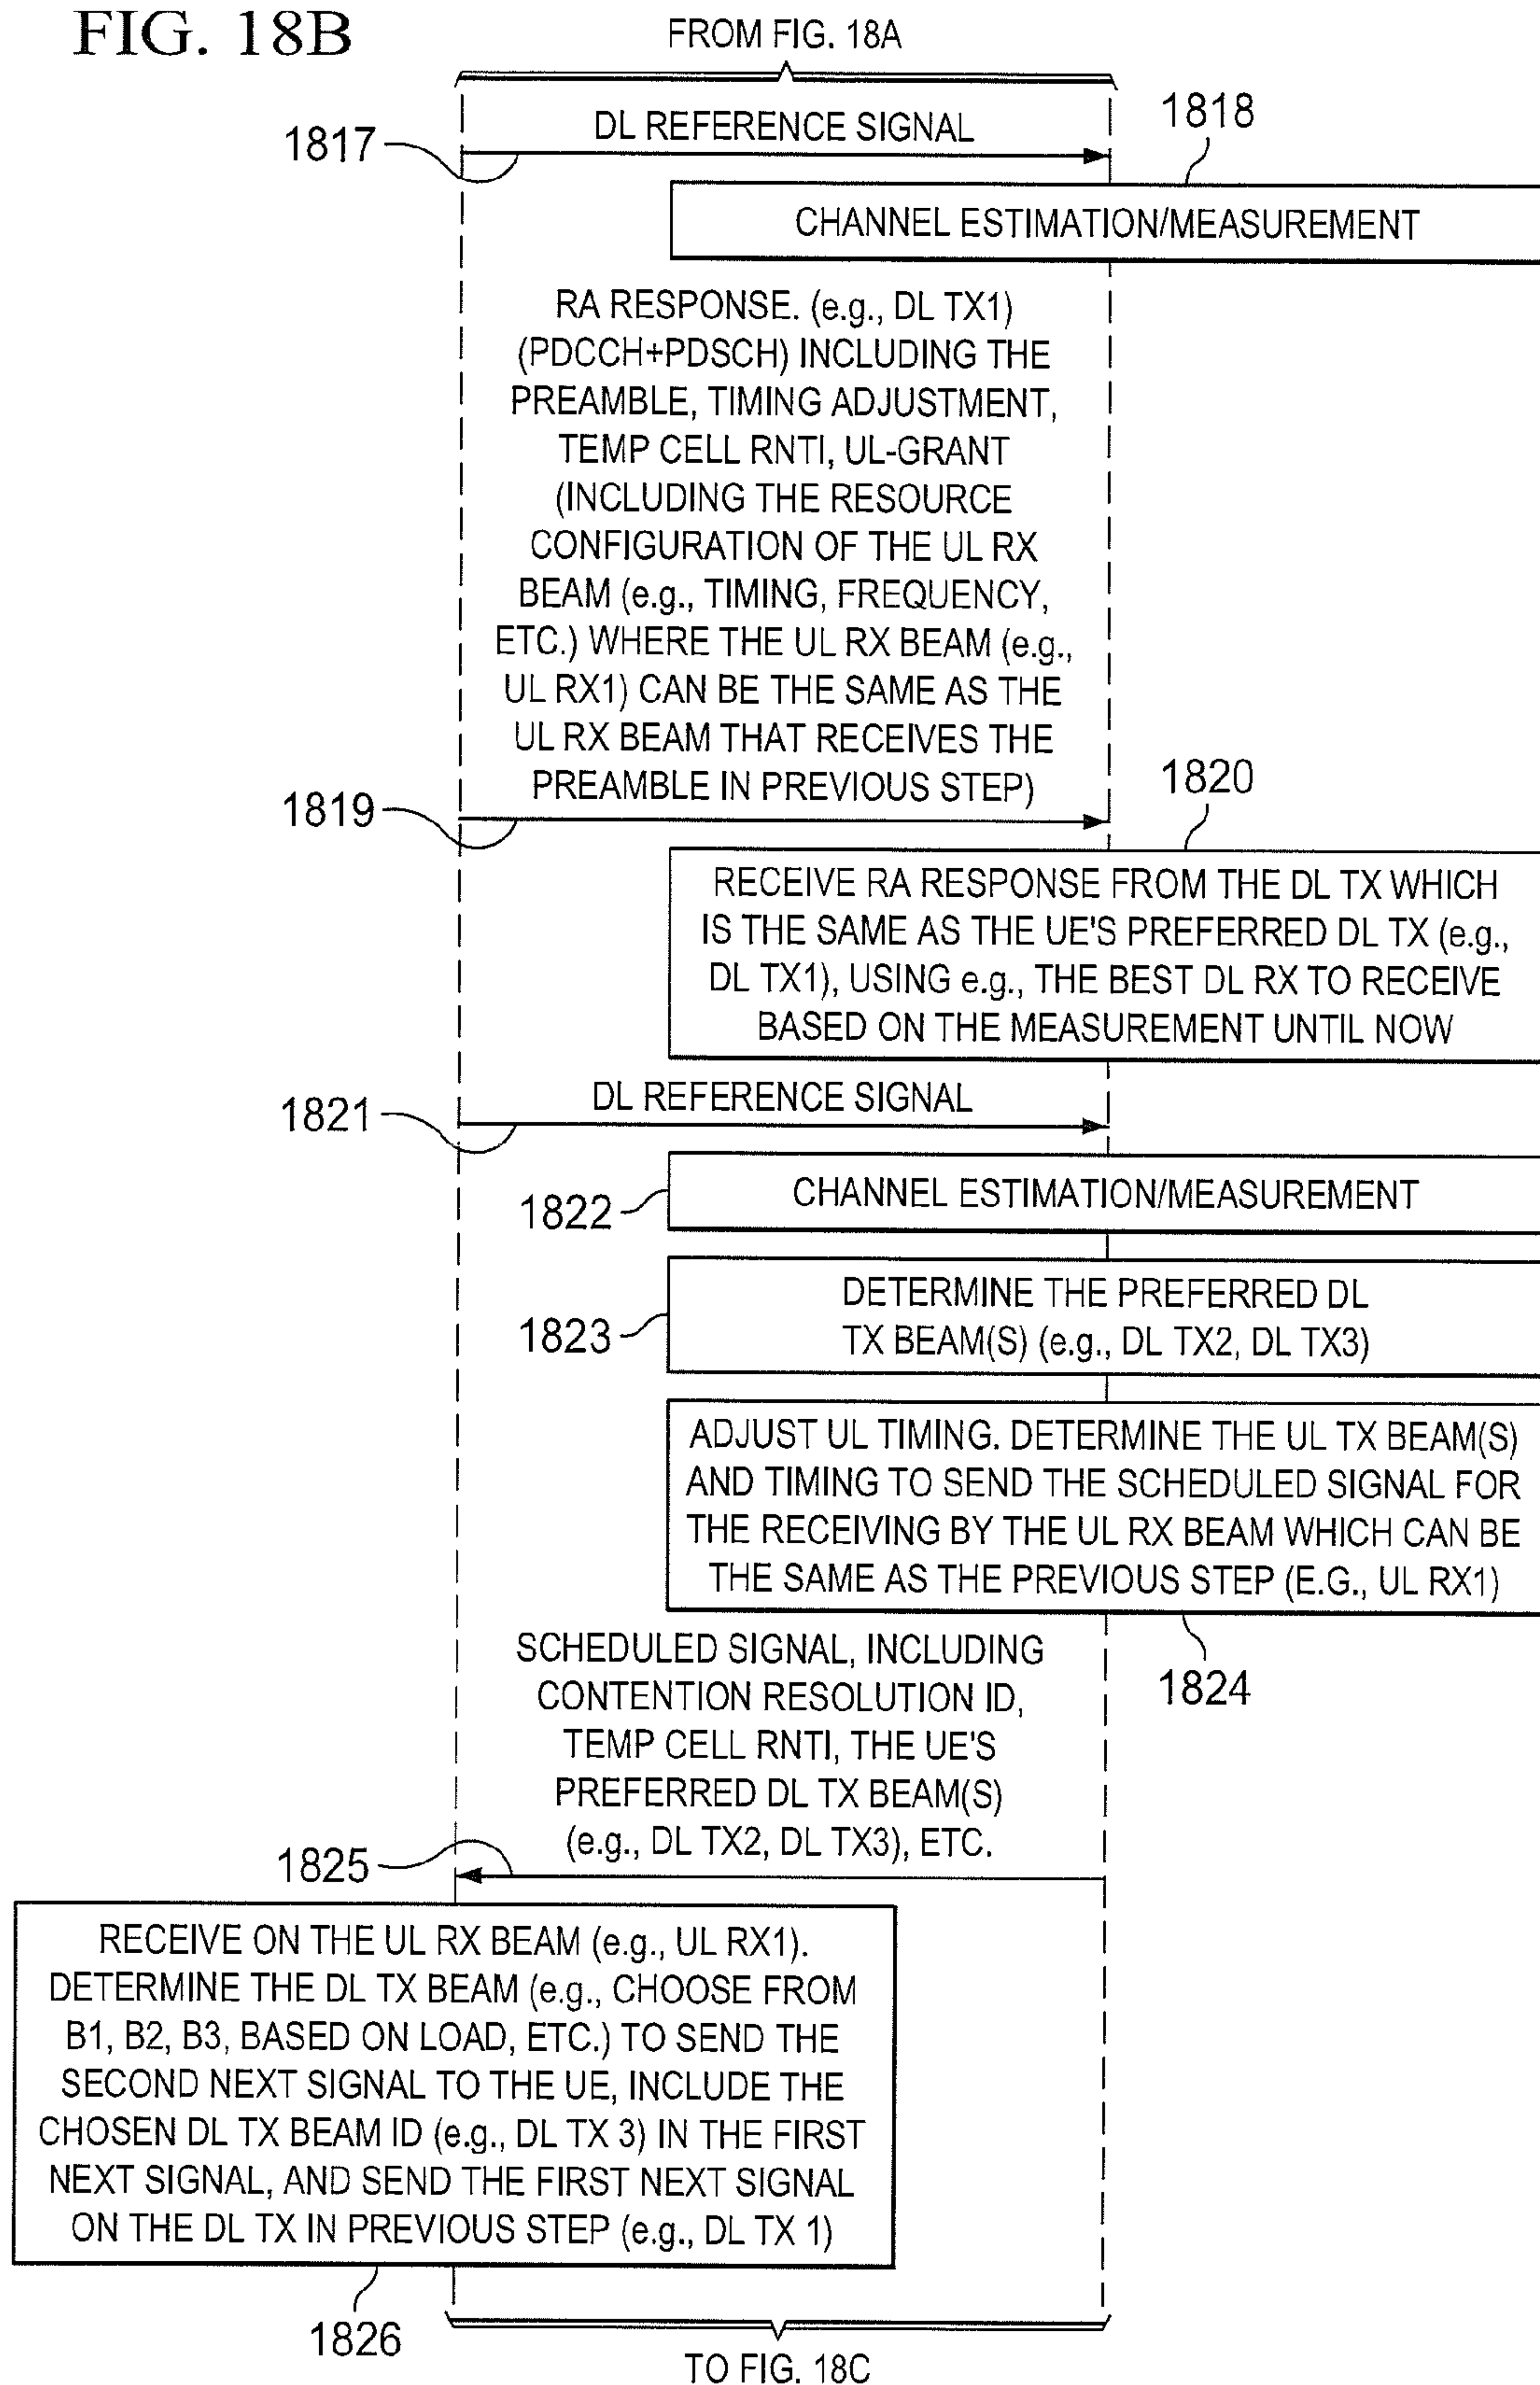 FIG. 18B
FROM FIG. 18A
DL REFERENCE SIGNAL
1817
1818
CHANNEL ESTIMATION/MEASUREMENT
RA RESPONSE. (e.g., DL TX1)
(PDCCH+PDSCH) INCLUDING THE
PREAMBLE, TIMING ADJUSTMENT,
TEMP CELL RNTI, UL-GRANT
(INCLUDING THE RESOURCE
CONFIGURATION OF THE UL RX
BEAM (e.g., TIMING, FREQUENCY,
ETC.) WHERE THE UL RX BEAM (e.g.,
UL RX1) CAN BE THE SAME AS THE
UL RX BEAM THAT RECEIVES THE
PREAMBLE IN PREVIOUS STEP)
1819
1820
RECEIVE RA RESPONSE FROM THE DL TX WHICH
IS THE SAME AS THE UE'S PREFERRED DL TX (e.g.,
DL TX1), USING e.g., THE BEST DL RX TO RECEIVE
BASED ON THE MEASUREMENT UNTIL NOW
DL REFERENCE SIGNAL
1821
CHANNEL ESTIMATION/MEASUREMENT
1822
DETERMINE THE PREFERRED DL
TX BEAM(S) (e.g., DL TX2, DL TX3)
1823
ADJUST UL TIMING. DETERMINE THE UL TX BEAM(S)
AND TIMING TO SEND THE SCHEDULED SIGNAL FOR
THE RECEIVING BY THE UL RX BEAM WHICH CAN BE
THE SAME AS THE PREVIOUS STEP (E.G., UL RX1)
1824
SCHEDULED SIGNAL, INCLUDING
CONTENTION RESOLUTION ID,
TEMP CELL RNTI, THE UE'S
PREFERRED DL TX BEAM(S)
(e.g., DL TX2, DL TX3), ETC.
1825
RECEIVE ON THE UL RX BEAM (e.g., UL RX1).
DETERMINE THE DL TX BEAM (e.g., CHOOSE FROM
B1, B2, B3, BASED ON LOAD, ETC.) TO SEND THE
SECOND NEXT SIGNAL TO THE UE, INCLUDE THE
CHOSEN DL TX BEAM ID (e.g., DL TX 3) IN THE FIRST
NEXT SIGNAL, AND SEND THE FIRST NEXT SIGNAL
ON THE DL TX IN PREVIOUS STEP (e.g., DL TX 1)
1826
TO FIG. 18C